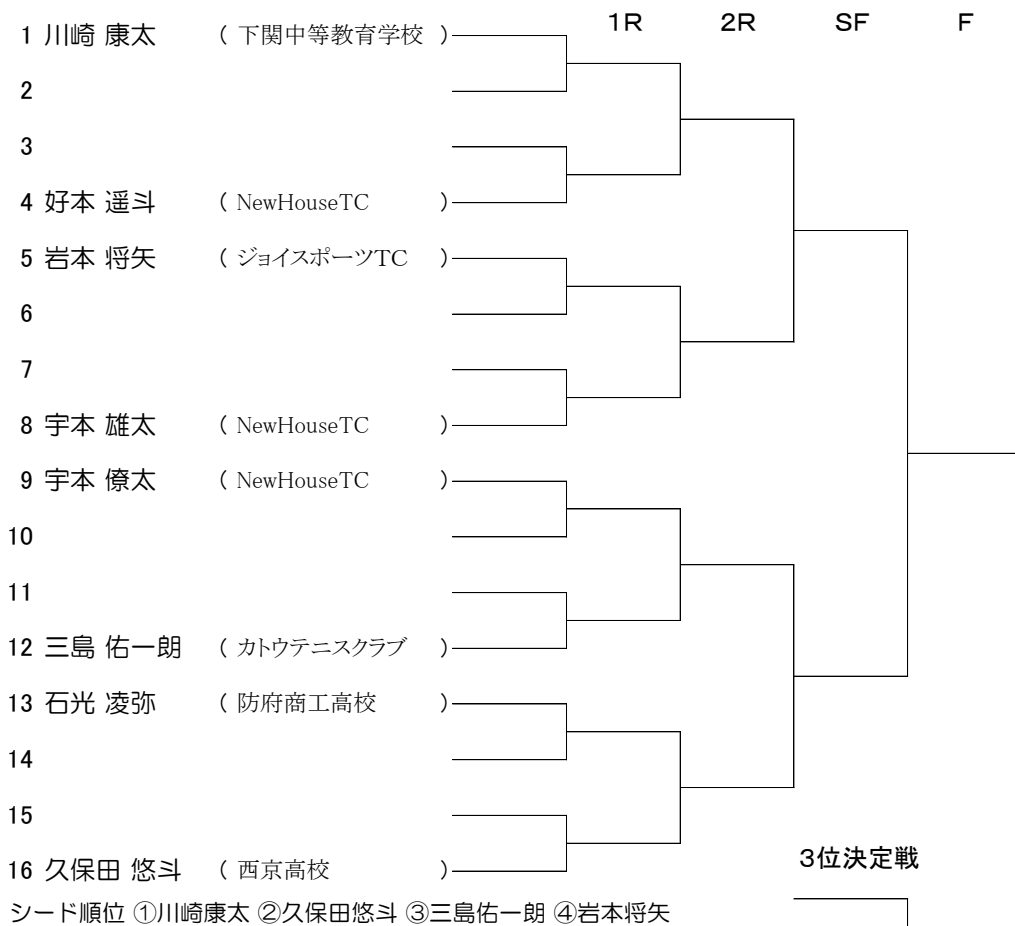 1R 2R SF F
1 川崎 康太 ( 下関中等教育学校 )
2
3
4 好本 遥斗 ( NewHouseTC )
5 岩本 将矢 ( ジョイスポーツTC )
6
7
8 宇本 雄太 ( NewHouseTC )
9 宇本 僚太 ( NewHouseTC )
10
11
12 三島 佑一朗 ( カトウテニスクラブ )
13 石光 凌弥 ( 防府商工高校 )
14
15
16 久保田 悠斗 ( 西京高校 )
3位決定戦
シード順位 ①川崎康太 ②久保田悠斗 ③三島佑一朗 ④岩本将矢